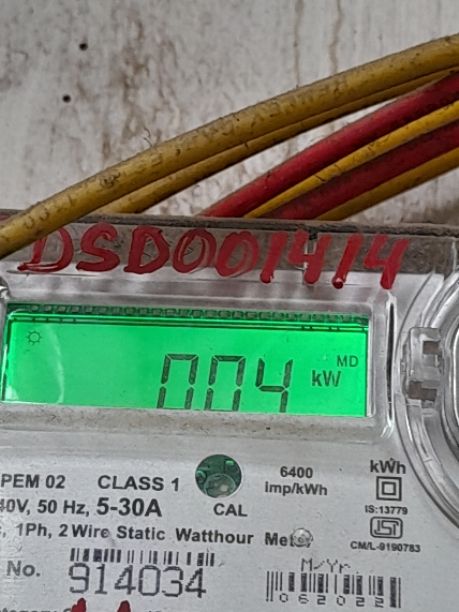 DSD001414
004 kW MD
PEM 02 CLASS 1 6400 imp/kWh kWh
40V, 50 Hz, 5-30A CAL IS:13779
1Ph, 2 Wire Static Watthour Meter
CM/L-9190783
No. 914034 M/Yr.
062022